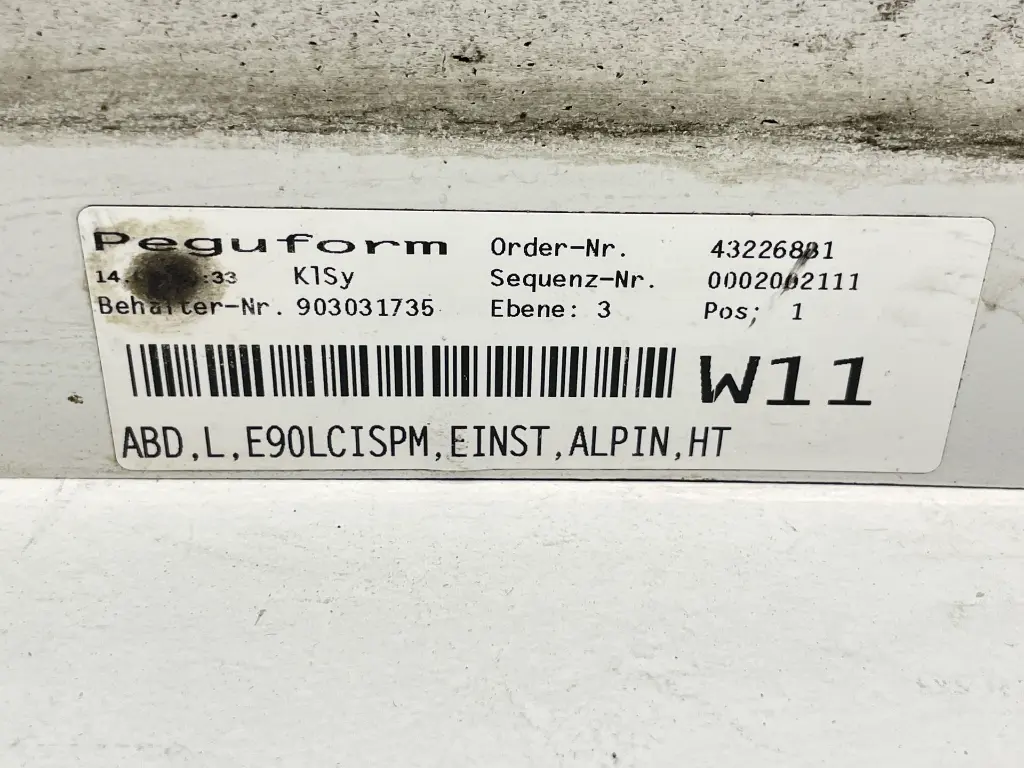 Peguform Order-Nr.
:33 KlSy Sequenz-Nr. 0002002111
Behälter-Nr. 903031735 Ebene: 3 Pos: 1
W11
ABD,L,E90LCISPM,EINST,ALPIN,HT